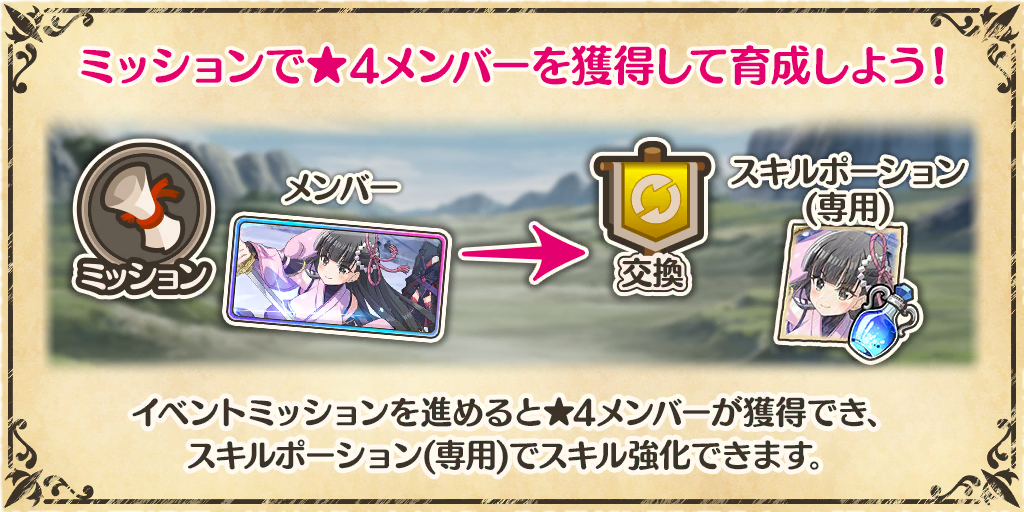 ミッションで★4メンバーを獲得して育成しよう!
メンバー
ミッション
交換
スキルポーション
(専用)
イベントミッションを進めると★4メンバーが獲得でき、
スキルポーション(専用)でスキル強化できます。